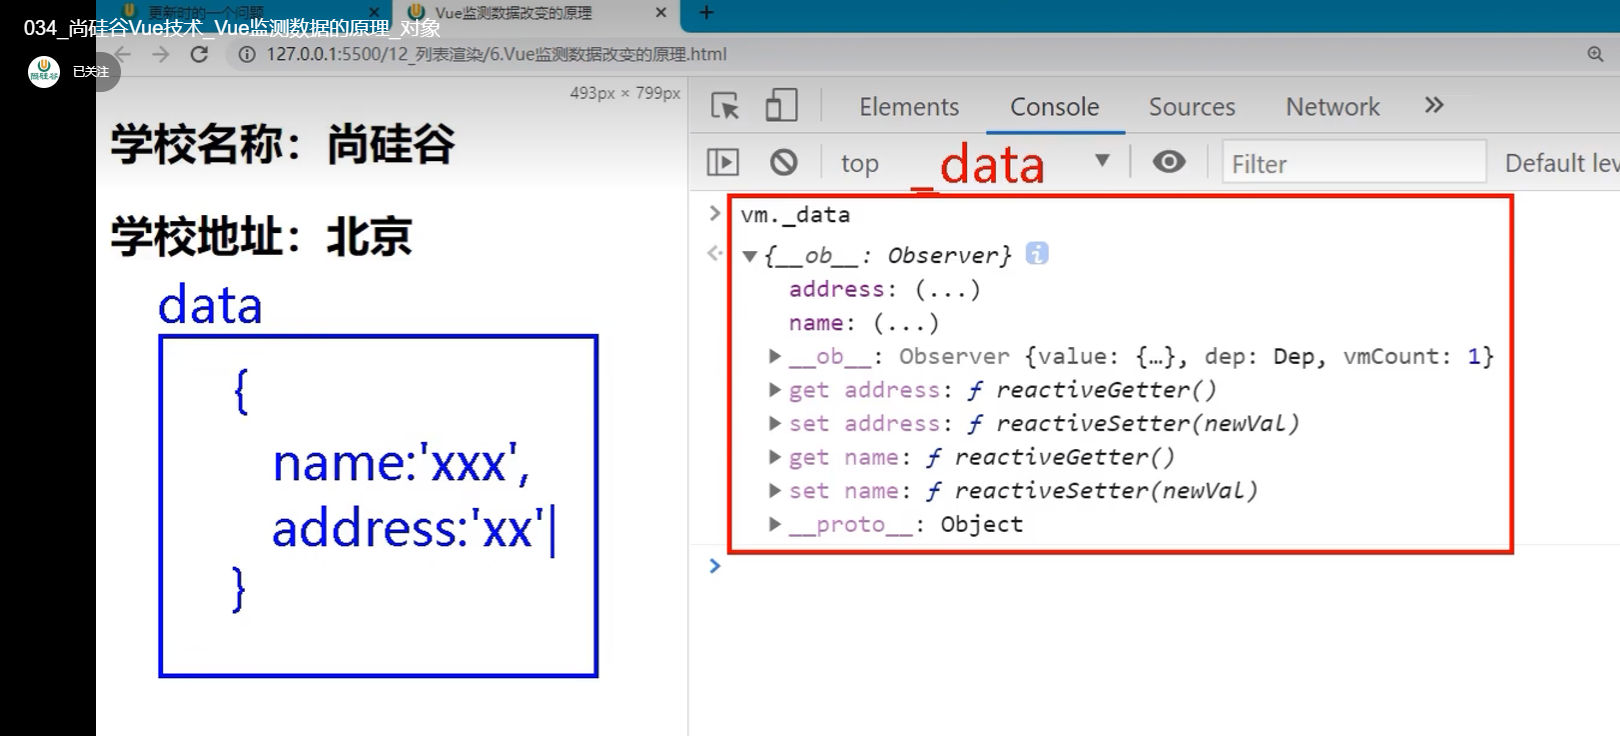 更新时的一个问题
Vue监测数据改变的原理
034_尚硅谷Vue技术_Vue监测数据的原理_对象
127.0.0.1:5500/12_列表渲染/6.Vue监测数据改变的原理.html
尚硅谷
已关注
493px × 799px
学校名称：尚硅谷
学校地址：北京
data
{
name:'xxx',
address:'xx'
}
Elements Console Sources Network
top
_data
Filter
Default lev
vm._data
{__ob__: Observer}
address: (...)
name: (...)
__ob__: Observer {value: {…}, dep: Dep, vmCount: 1}
get address: ƒ reactiveGetter()
set address: ƒ reactiveSetter(newVal)
get name: ƒ reactiveGetter()
set name: ƒ reactiveSetter(newVal)
__proto__: Object